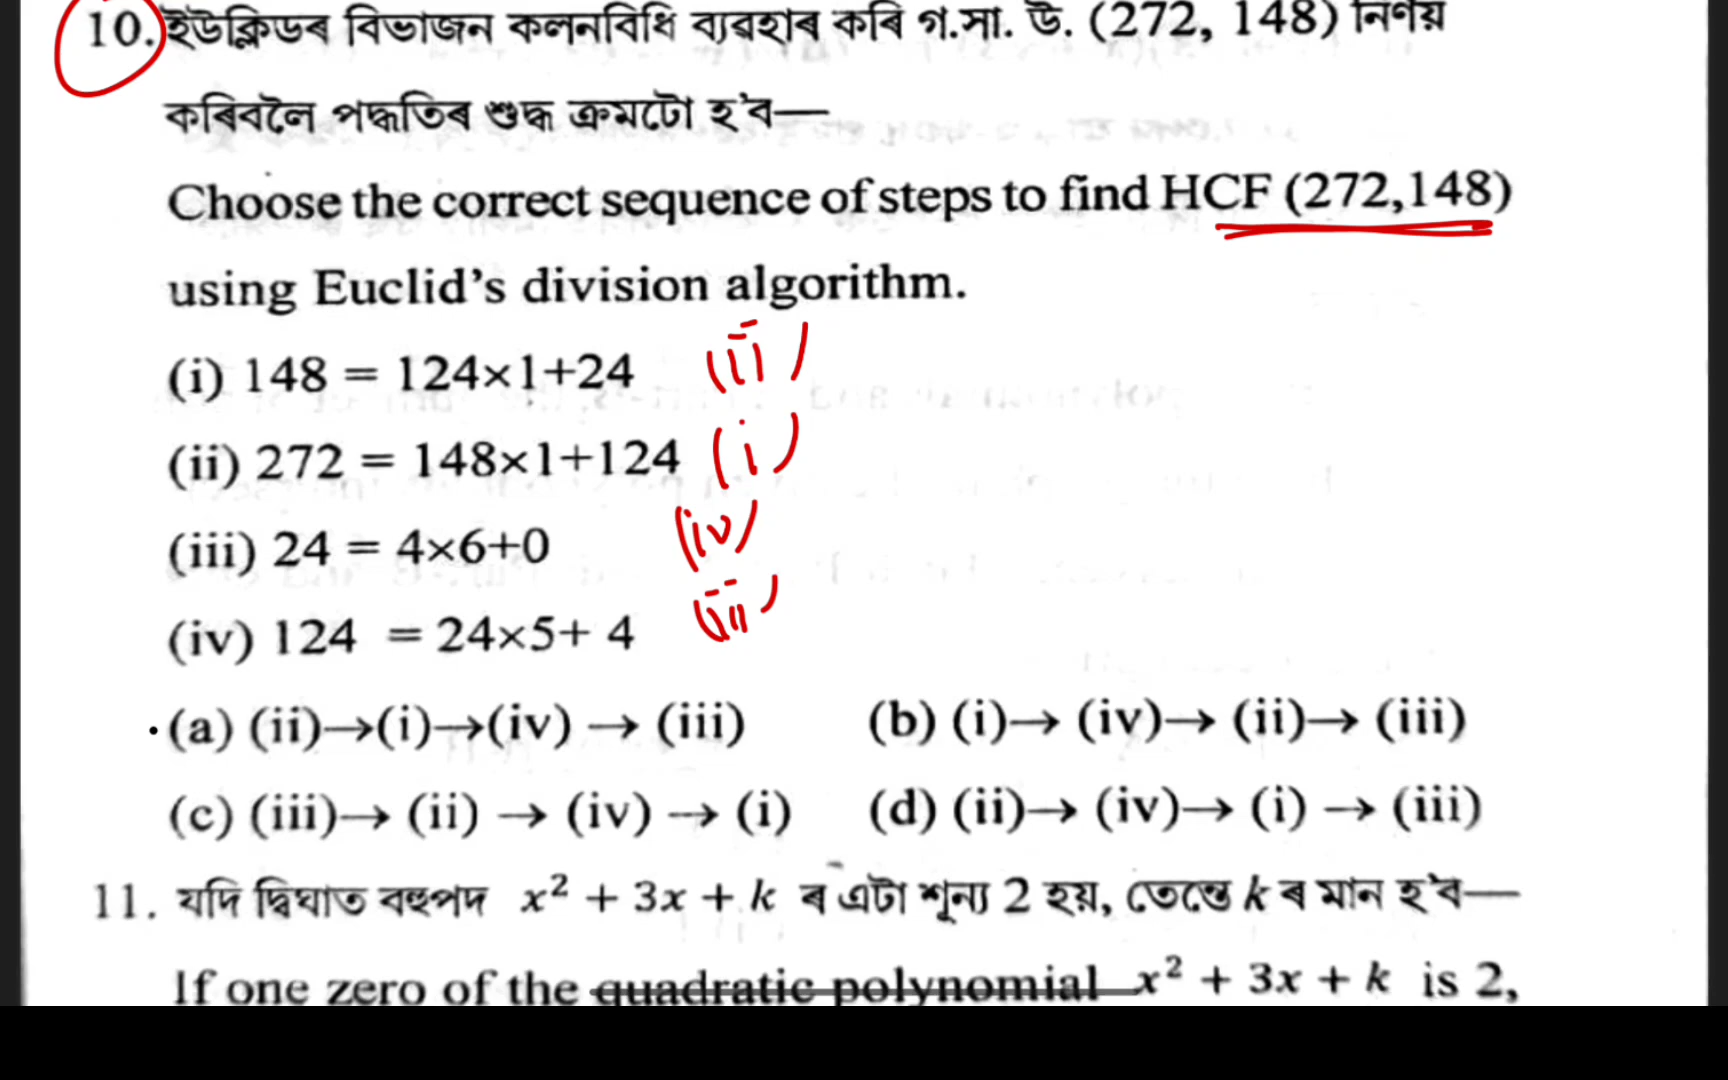 10. ইউক্লিডৰ বিভাজন কলনবিধি ব্যৱহাৰ কৰি গ.সা. উ. (272, 148) নিৰ্ণয়
কৰিবলৈ পদ্ধতিৰ শুদ্ধ ক্ৰমটো হ'ব—
Choose the correct sequence of steps to find HCF (272,148)
using Euclid's division algorithm.
(i) 148 = 124×1+24 (ii)
(ii) 272 = 148×1+124 (i)
(iii) 24 = 4×6+0 (iv)
(iv) 124 = 24×5+ 4 (iii)
(a) (ii)→(i)→(iv) → (iii) (b) (i)→ (iv)→ (ii)→ (iii)
(c) (iii)→ (ii) → (iv) → (i) (d) (ii)→ (iv)→ (i) → (iii)
11. যদি দ্বিঘাত বহুপদ x² + 3x + k ৰ এটা শূন্য 2 হয়, তেন্তে k ৰ মান হ'ব—
If one zero of the quadratic polynomial x² + 3x + k is 2,